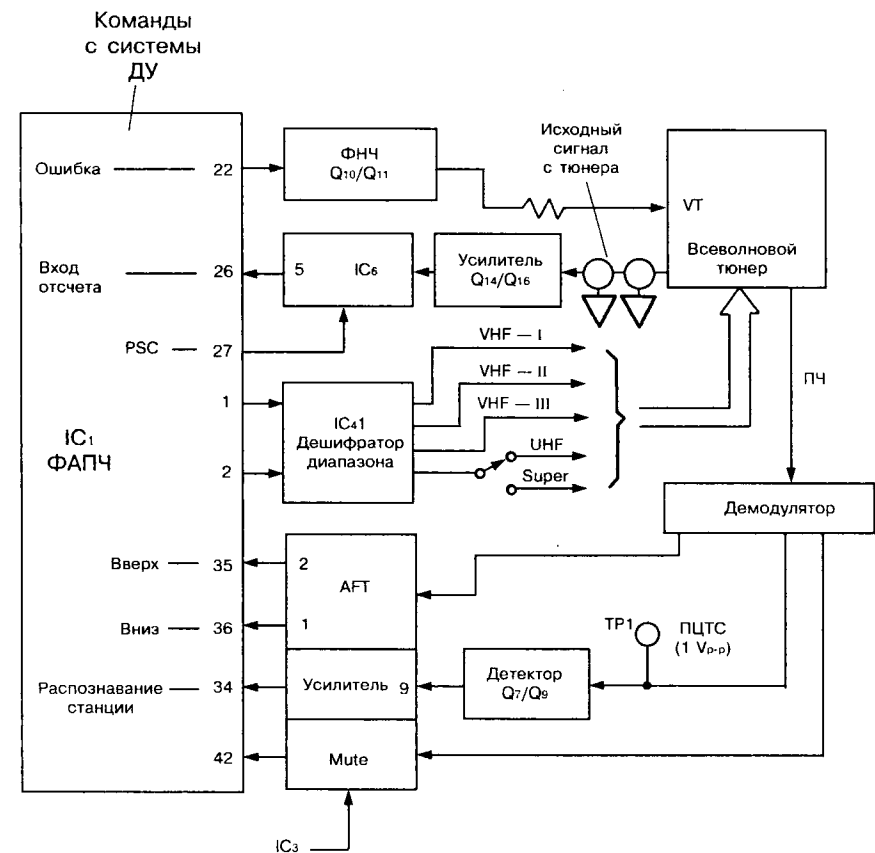 Команды
с системы
ДУ
Ошибка 22
ФНЧ
Q10/Q11
Исходный
сигнал
с тюнера
VT
Всеволновой
тюнер
Вход
отсчета
26
5 IC6
Усилитель
Q14/Q16
PSC 27
VHF — I
VHF — II
VHF — III
UHF
Super
ПЧ
1
2
IC41
Дешифратор
диапазона
IC1
ФАПЧ
Демодулятор
Вверх 35
2
AFT
Вниз 36
1
TP1
ПЦТС
(1 Vp-p)
Распознавание
станции
34
Усилитель 9
Детектор
Q7/Q9
42
Mute
IC3